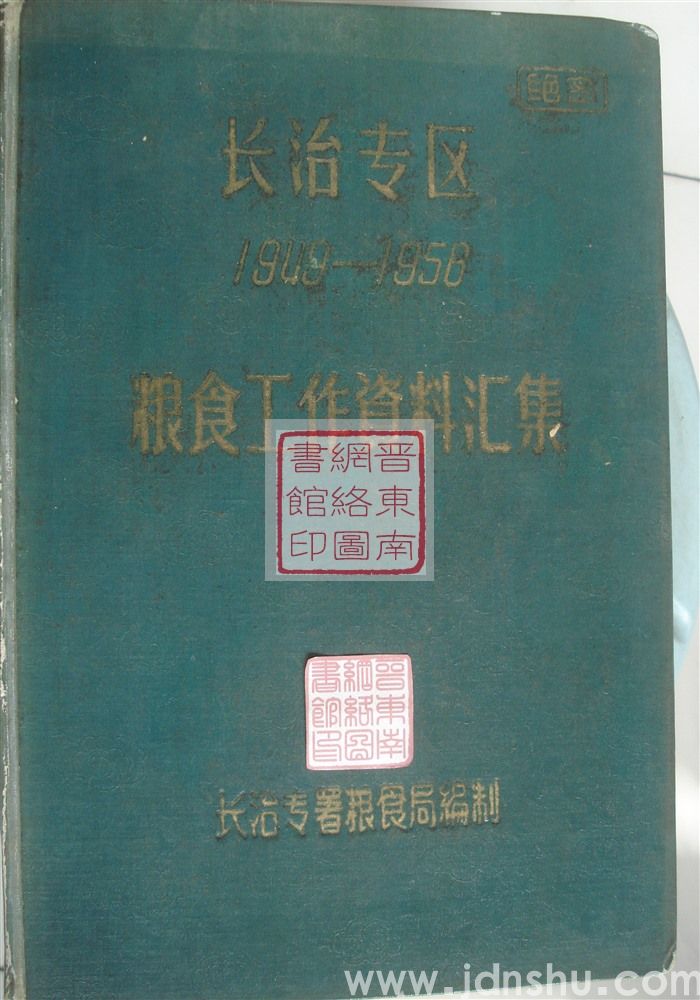 绝密
长治专区
1949—1958
粮食工作資料汇集
晋東南
網絡圖
書館印
晉東南
網絡圖
書館印
长治专署粮食局编制
www.jdnshu.com